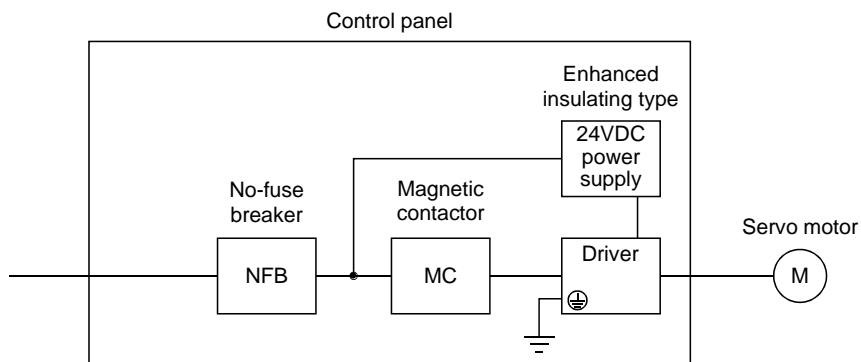 Control panel
Enhanced
insulating type
24VDC
power
supply
No-fuse
breaker
Magnetic
contactor
Servo motor
NFB
MC
Driver
M